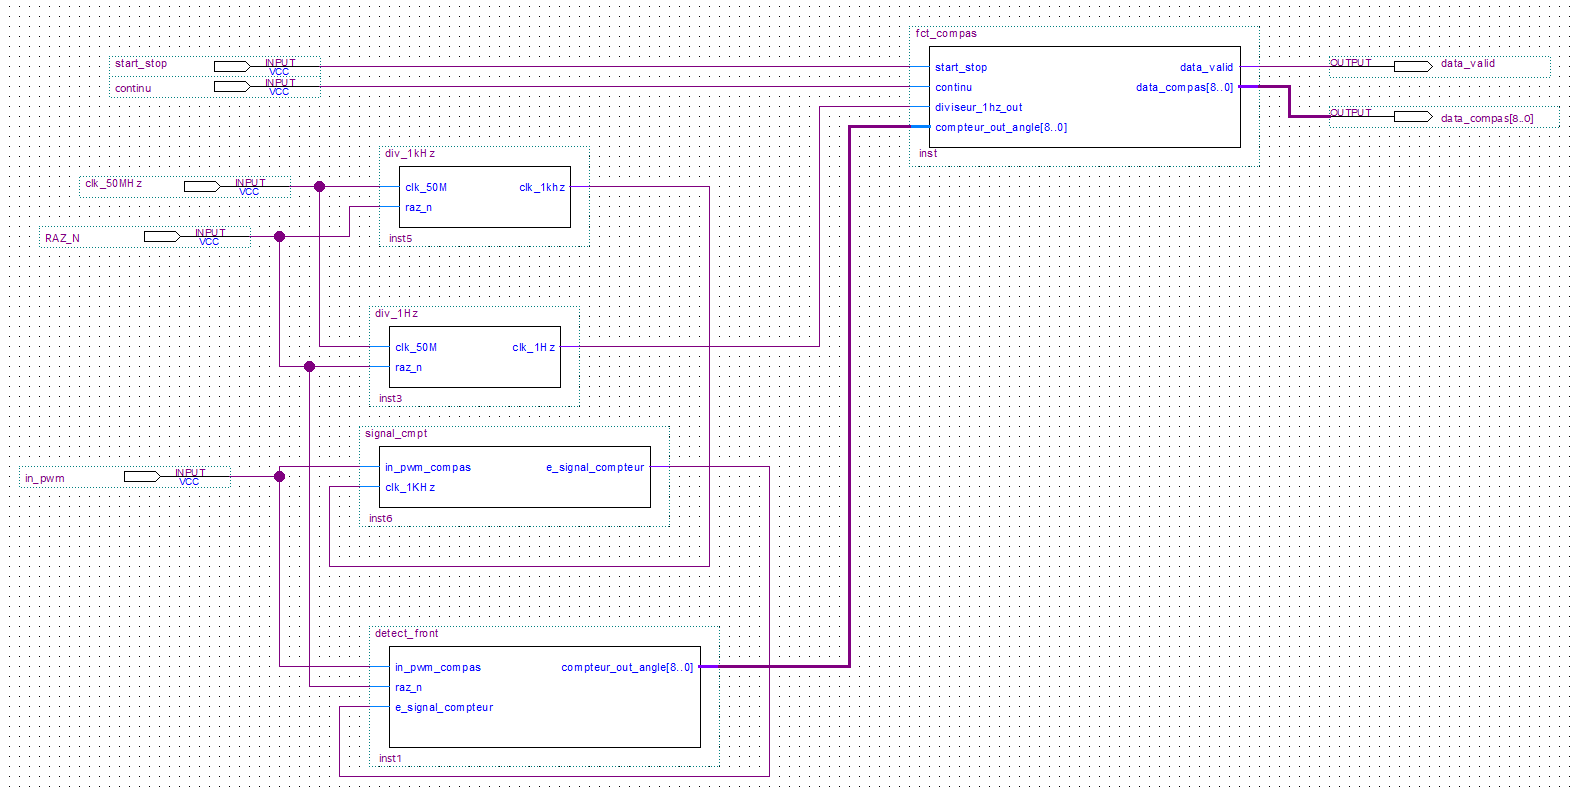 fct_compas
start_stop
INPUT
VCC
continu
INPUT
VCC
start_stop
continu
diviseur_1hz_out
compteur_out_angle[8..0]
data_valid
data_compas[8..0]
inst
OUTPUT
data_valid
OUTPUT
data_compas[8..0]
div_1kHz
clk_50MHz
INPUT
VCC
clk_50M
raz_n
clk_1khz
inst5
RAZ_N
INPUT
VCC
div_1Hz
clk_50M
raz_n
clk_1Hz
inst3
signal_cmpt
in_pwm
INPUT
VCC
in_pwm_compas
clk_1KHz
e_signal_compteur
inst6
detect_front
in_pwm_compas
raz_n
e_signal_compteur
compteur_out_angle[8..0]
inst1